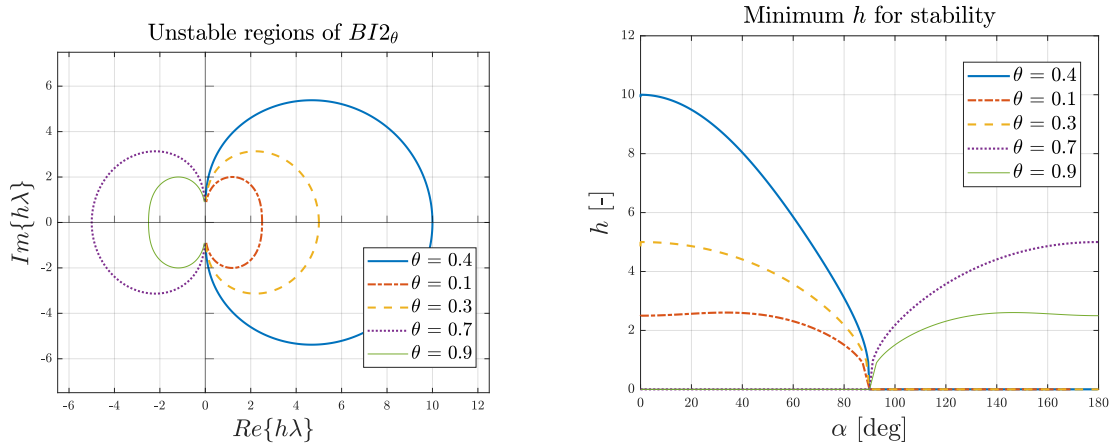 Unstable regions of BI2_θ
6
4
2
0
-2
-4
-6
Im{hλ}
-6 -4 -2 0 2 4 6 8 10 12
Re{hλ}
θ = 0.4
θ = 0.1
θ = 0.3
θ = 0.7
θ = 0.9
Minimum h for stability
12
10
8
6
4
2
0
h [-]
0 20 40 60 80 100 120 140 160 180
α [deg]
θ = 0.4
θ = 0.1
θ = 0.3
θ = 0.7
θ = 0.9